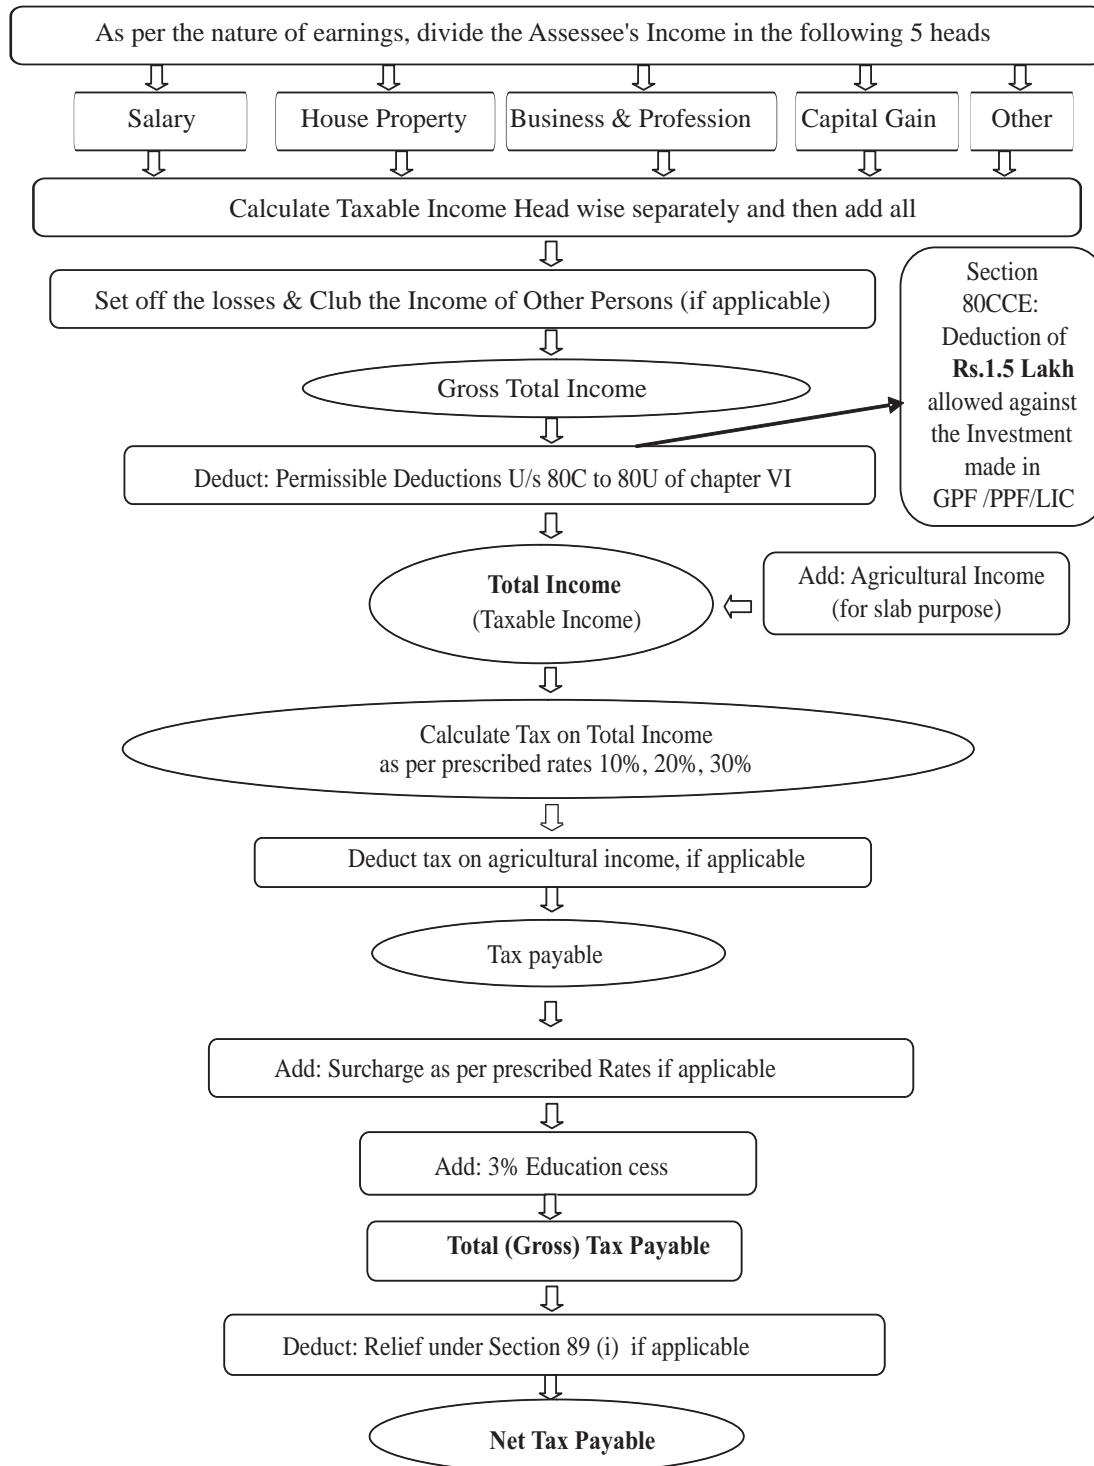 As per the nature of earnings, divide the Assessee's Income in the following 5 heads
Salary
House Property
Business & Profession
Capital Gain
Other
Calculate Taxable Income Head wise separately and then add all
Set off the losses & Club the Income of Other Persons (if applicable)
Gross Total Income
Section
80CCE:
Deduction of
Rs.1.5 Lakh
allowed against
the Investment
made in
GPF /PPF/LIC
Deduct: Permissible Deductions U/s 80C to 80U of chapter VI
Total Income
(Taxable Income)
Add: Agricultural Income
(for slab purpose)
Calculate Tax on Total Income
as per prescribed rates 10%, 20%, 30%
Deduct tax on agricultural income, if applicable
Tax payable
Add: Surcharge as per prescribed Rates if applicable
Add: 3% Education cess
Total (Gross) Tax Payable
Deduct: Relief under Section 89 (i) if applicable
Net Tax Payable